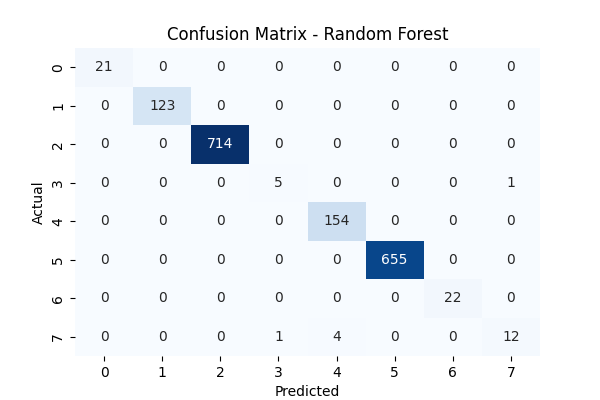 Confusion Matrix - Random Forest
Actual
0 21 0 0 0 0 0 0 0
1 0 123 0 0 0 0 0 0
2 0 0 714 0 0 0 0 0
3 0 0 0 5 0 0 0 1
4 0 0 0 0 154 0 0 0
5 0 0 0 0 0 655 0 0
6 0 0 0 0 0 0 22 0
7 0 0 0 1 4 0 0 12
0 1 2 3 4 5 6 7
Predicted